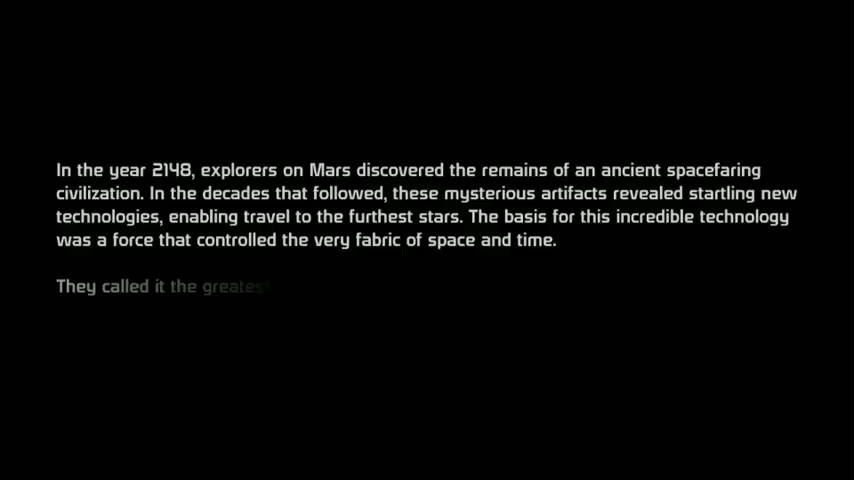 In the year 2148, explorers on Mars discovered the remains of an ancient spacefaring
civilization. In the decades that followed, these mysterious artifacts revealed startling new
technologies, enabling travel to the furthest stars. The basis for this incredible technology
was a force that controlled the very fabric of space and time.
They called it the greatest